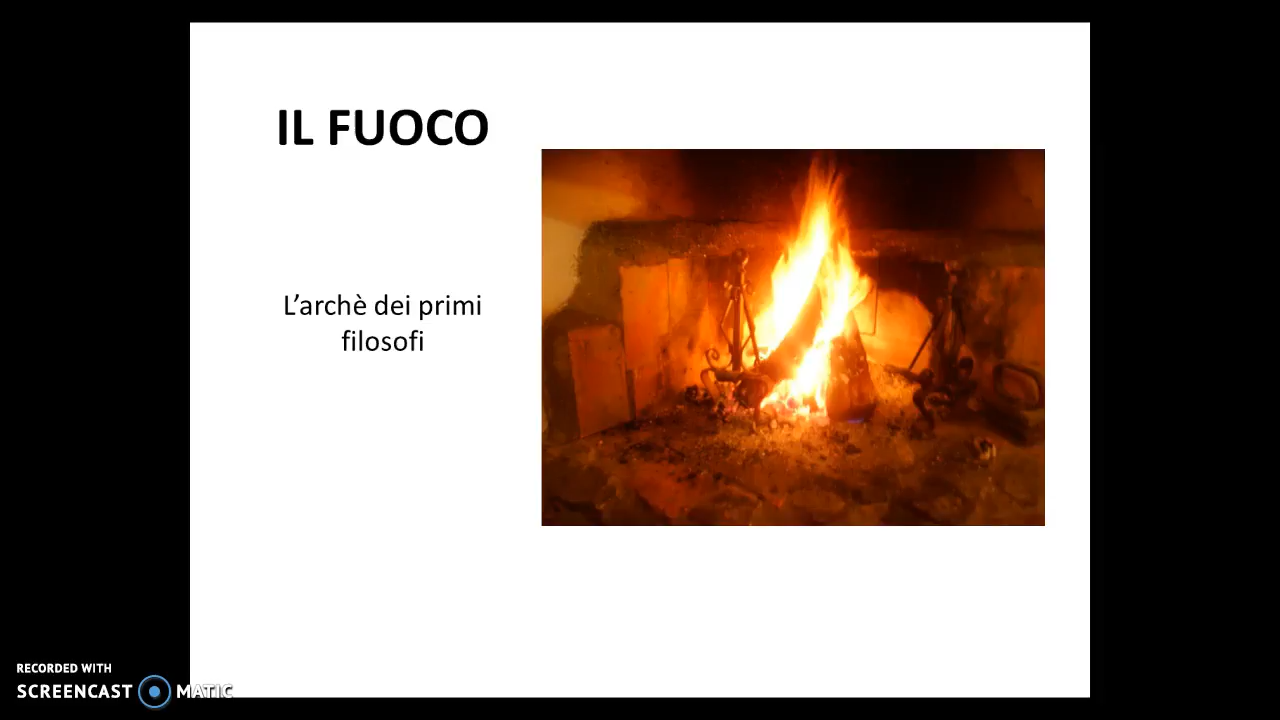 IL FUOCO
L'archè dei primi
filosofi
RECORDED WITH
SCREENCAST MATIC